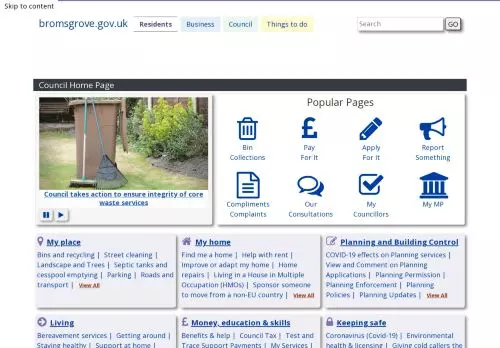 Skip to content
bromsgrove.gov.uk
Residents
Business
Council
Things to do
Search
GO
Council Home Page
Council takes action to ensure integrity of core
waste services
Popular Pages
Bin
Collections
Pay
For It
Apply
For It
Report
Something
Compliments
Complaints
Our
Consultations
My
Councillors
My MP
My place
Bins and recycling | Street cleaning |
Landscape and Trees | Septic tanks and
cesspool emptying | Parking | Roads and
transport | View All
My home
Find me a home | Help with rent |
Improve or adapt my home | Home
repairs | Living in a House in Multiple
Occupation (HMOs) | Sponsor someone
to move from a non-EU country | View All
Planning and Building Control
COVID-19 effects on Planning services |
View and Comment on Planning
Applications | Planning Permission |
Planning Enforcement | Planning
Policies | Planning Updates | View All
Living
Bereavement services | Getting around |
Staying healthy | Support at home |
Money, education & skills
Benefits & help | Council Tax | Test and
Trace Support Payments | My Services |
Keeping safe
Coronavirus (Covid-19) | Environmental
health & licensing | Giving cold callers the